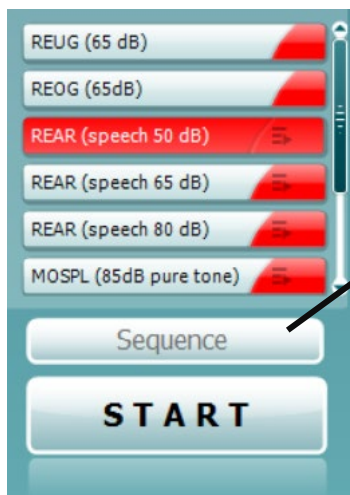 REUG (65 dB)
REOG (65dB)
REAR (speech 50 dB)
REAR (speech 65 dB)
REAR (speech 80 dB)
MOSPL (85dB pure tone)
Sequence
START